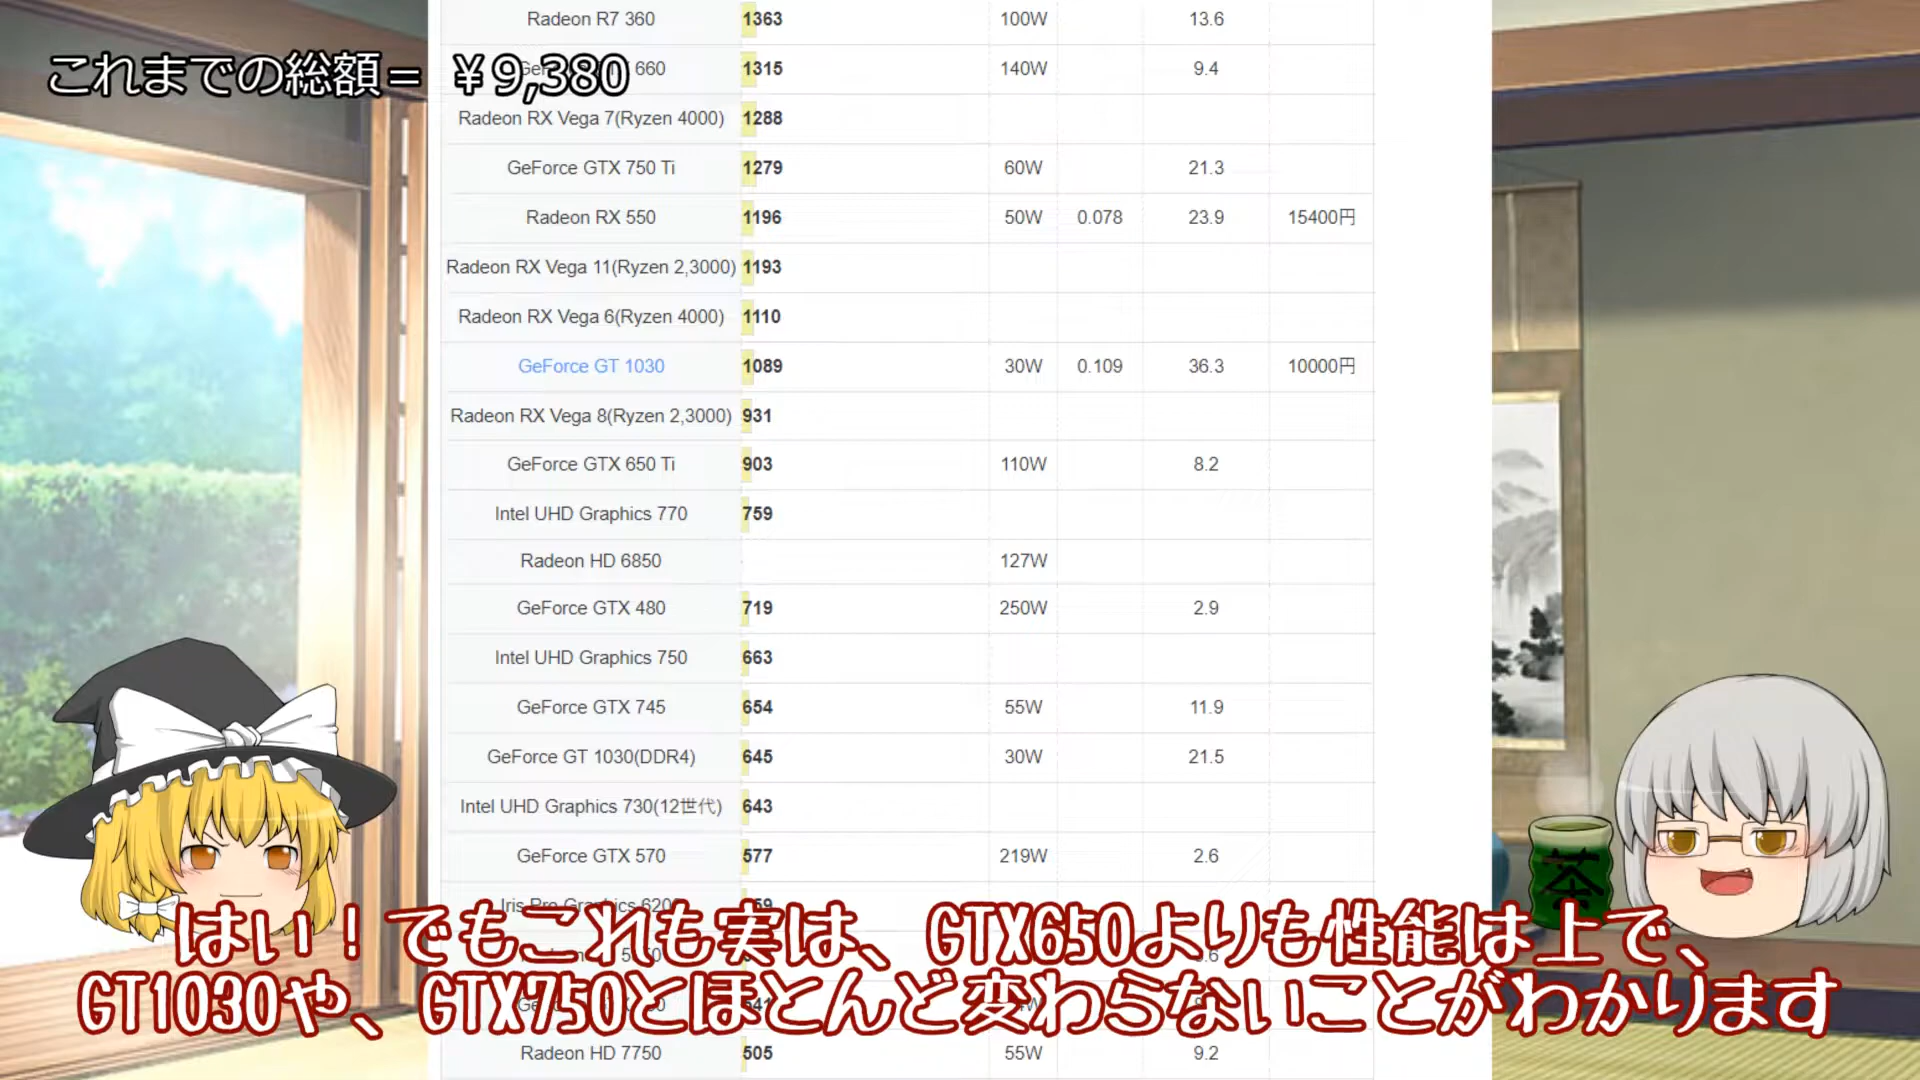 これまでの総額＝ ￥9,380
Radeon R7 360 1363 100W 13.6
660 1315 140W 9.4
Radeon RX Vega 7(Ryzen 4000) 1288
GeForce GTX 750 Ti 1279 60W 21.3
Radeon RX 550 1196 50W 0.078 23.9 15400円
Radeon RX Vega 11(Ryzen 2,3000) 1193
Radeon RX Vega 6(Ryzen 4000) 1110
GeForce GT 1030 1089 30W 0.109 36.3 10000円
Radeon RX Vega 8(Ryzen 2,3000) 931
GeForce GTX 650 Ti 903 110W 8.2
Intel UHD Graphics 770 759
Radeon HD 6850 127W
GeForce GTX 480 719 250W 2.9
Intel UHD Graphics 750 663
GeForce GTX 745 654 55W 11.9
GeForce GT 1030(DDR4) 645 30W 21.5
Intel UHD Graphics 730(12世代) 643
GeForce GTX 570 577 219W 2.6
Iris Pro Graphics
茶
はい！でもこれも実は、GTX650よりも性能は上で、
GT1030や、GTX750とほとんど変わらないことがわかります
Radeon HD 7750 505 55W 9.2